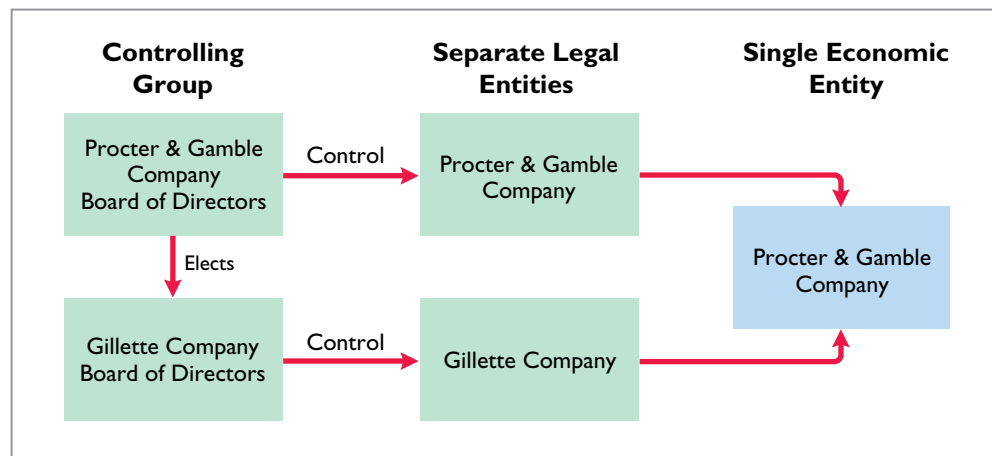 Controlling
Group
Separate Legal
Entities
Single Economic
Entity
Procter & Gamble
Company
Board of Directors
Control
Procter & Gamble
Company
Elects
Procter & Gamble
Company
Gillette Company
Board of Directors
Control
Gillette Company